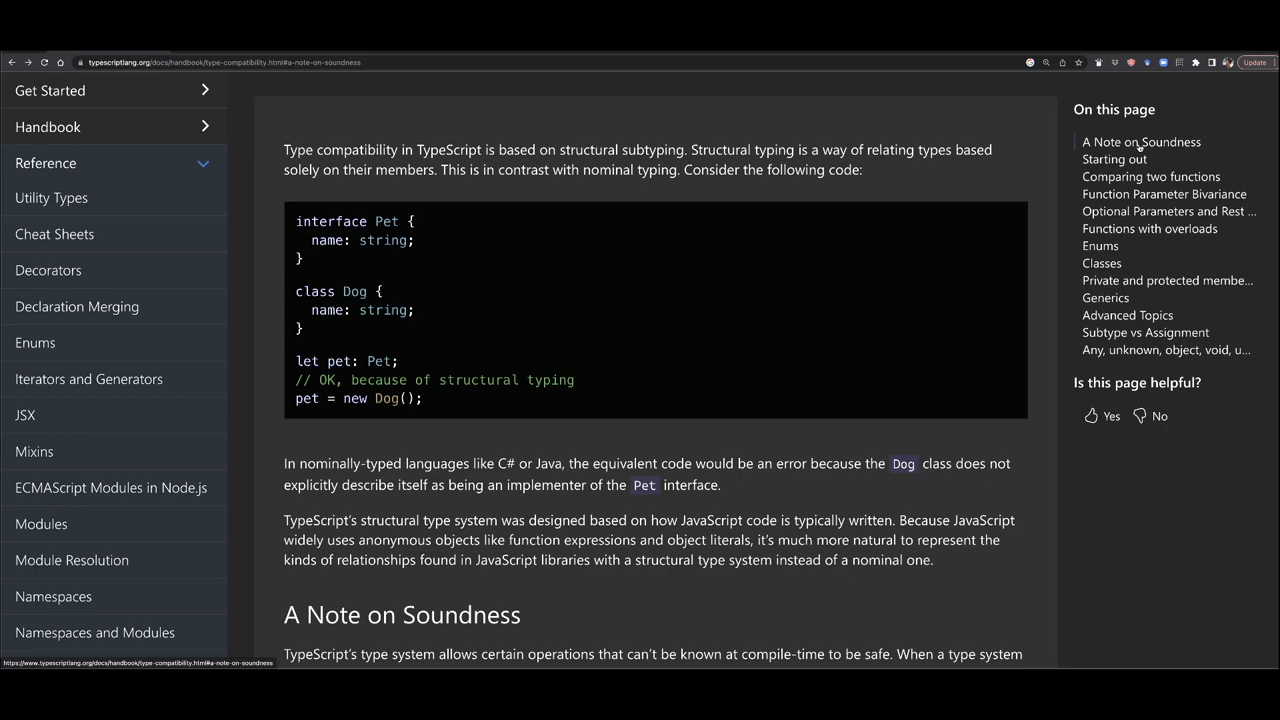 typescriptlang.org/docs/handbook/type-compatibility.html#a-note-on-soundness
Update
Get Started
Handbook
Reference
Utility Types
Cheat Sheets
Decorators
Declaration Merging
Enums
Iterators and Generators
JSX
Mixins
ECMAScript Modules in Node.js
Modules
Module Resolution
Namespaces
Namespaces and Modules
https://www.typescriptlang.org/docs/handbook/type-compatibility.html#a-note-on-soundness
Type compatibility in TypeScript is based on structural subtyping. Structural typing is a way of relating types based
solely on their members. This is in contrast with nominal typing. Consider the following code:
interface Pet {
name: string;
}
class Dog {
name: string;
}
let pet: Pet;
// OK, because of structural typing
pet = new Dog();
In nominally-typed languages like C# or Java, the equivalent code would be an error because the Dog class does not
explicitly describe itself as being an implementer of the Pet interface.
TypeScript's structural type system was designed based on how JavaScript code is typically written. Because JavaScript
widely uses anonymous objects like function expressions and object literals, it's much more natural to represent the
kinds of relationships found in JavaScript libraries with a structural type system instead of a nominal one.
A Note on Soundness
TypeScript's type system allows certain operations that can't be known at compile-time to be safe. When a type system
On this page
A Note on Soundness
Starting out
Comparing two functions
Function Parameter Bivariance
Optional Parameters and Rest ...
Functions with overloads
Enums
Classes
Private and protected membe...
Generics
Advanced Topics
Subtype vs Assignment
Any, unknown, object, void, u...
Is this page helpful?
Yes
No